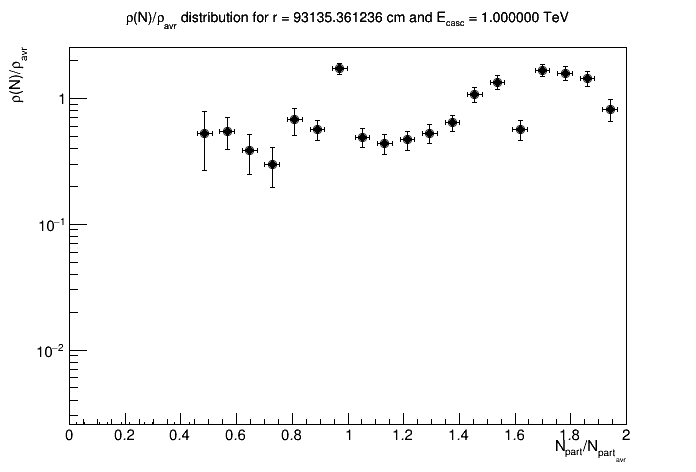 ρ(N)/ρavr distribution for r = 93135.361236 cm and Ecasc = 1.000000 TeV
ρ(N)/ρavr
1
10−1
10−2
0 0.2 0.4 0.6 0.8 1 1.2 1.4 1.6 1.8 2
Npart/Npartavr